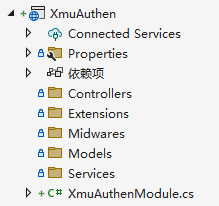 XmuAuthen
Connected Services
Properties
依赖项
Controllers
Extensions
Midwares
Models
Services
C# XmuAuthenModule.cs